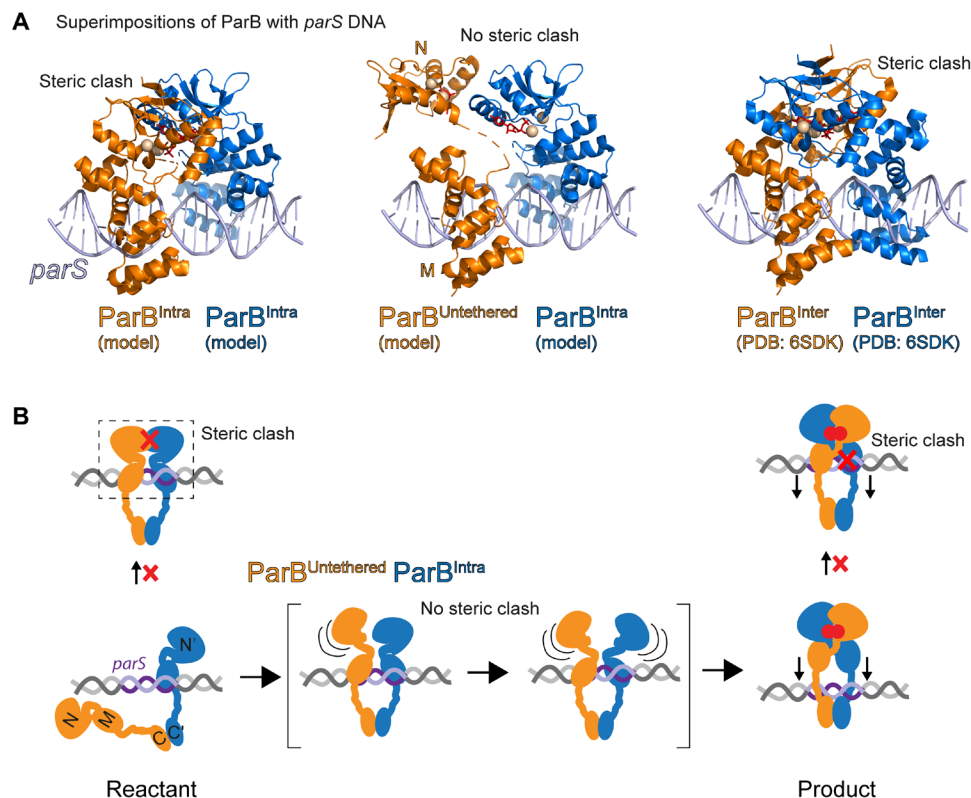 A
Superimpositions of ParB with parS DNA
Steric clash
N
No steric clash
Steric clash
parS
M
ParBIntra
(model)
ParBIntra
(model)
ParBUntethered
(model)
ParBIntra
(model)
ParBInter
(PDB: 6SDK)
ParBInter
(PDB: 6SDK)
B
Steric clash
Steric clash
ParBUntethered ParBIntra
No steric clash
N'
parS
N
M
C
C'
Reactant
Product